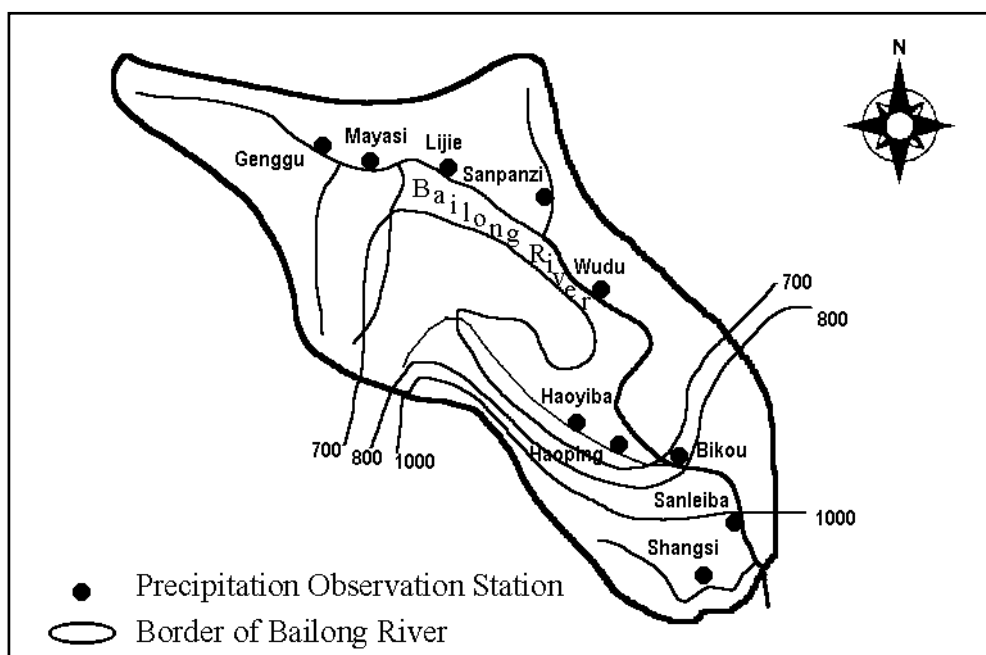 N
Mayasi
Lijie
Genggu
Sanpanzi
Bailong River
Wudu
700
800
Haoyiba
700
800
1000
Haoping
Bikou
Sanleiba
1000
Shangsi
Precipitation Observation Station
Border of Bailong River